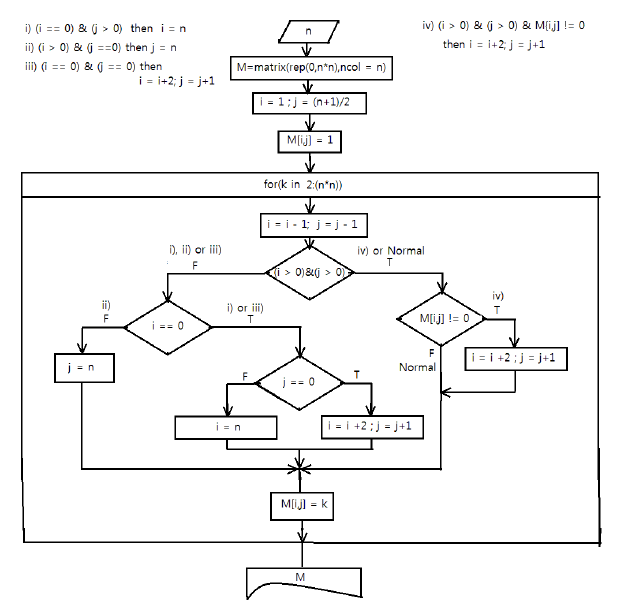 i) (i == 0) & (j > 0) then i = n
ii) (i > 0) & (j ==0) then j = n
iii) (i == 0) & (j == 0) then
i = i+2; j = j+1
iv) (i > 0) & (j > 0) & M[i,j] != 0
then i = i+2; j = j+1
n
M=matrix(rep(0,n*n),ncol = n)
i = 1 ; j = (n+1)/2
M[i,j] = 1
for(k in 2:(n*n))
i = i - 1; j = j - 1
i), ii) or iii)
F
(i > 0)&(j > 0)
iv) or Normal
T
ii)
F
i == 0
i) or iii)
T
M[i,j] != 0
iv)
T
F
Normal
i = i +2 ; j = j+1
j = n
F
j == 0
T
i = n
i = i +2 ; j = j+1
M[i,j] = k
M